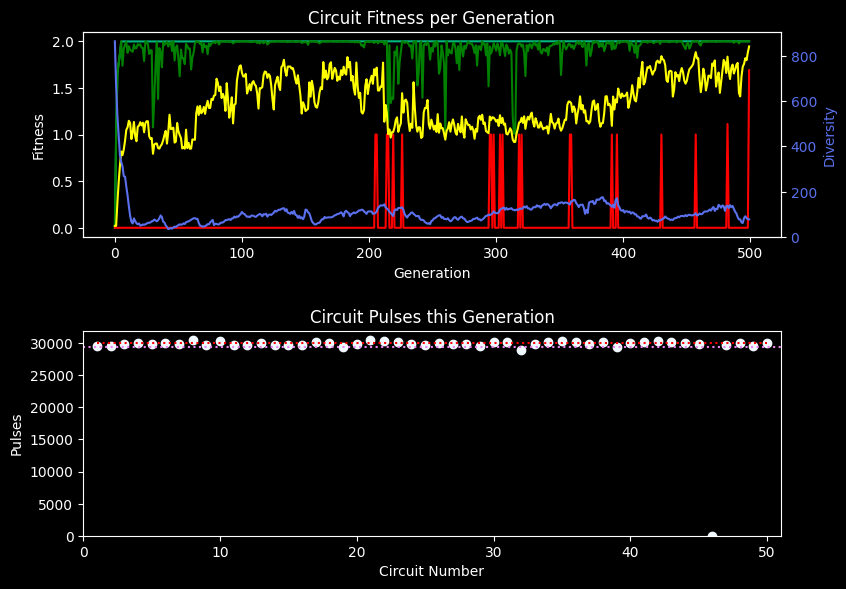 Circuit Fitness per Generation
2.0
1.5
1.0
0.5
0.0
Fitness
800
600
400
200
0
Diversity
0 100 200 300 400 500
Generation
Circuit Pulses this Generation
30000
25000
20000
15000
10000
5000
0
Pulses
0 10 20 30 40 50
Circuit Number